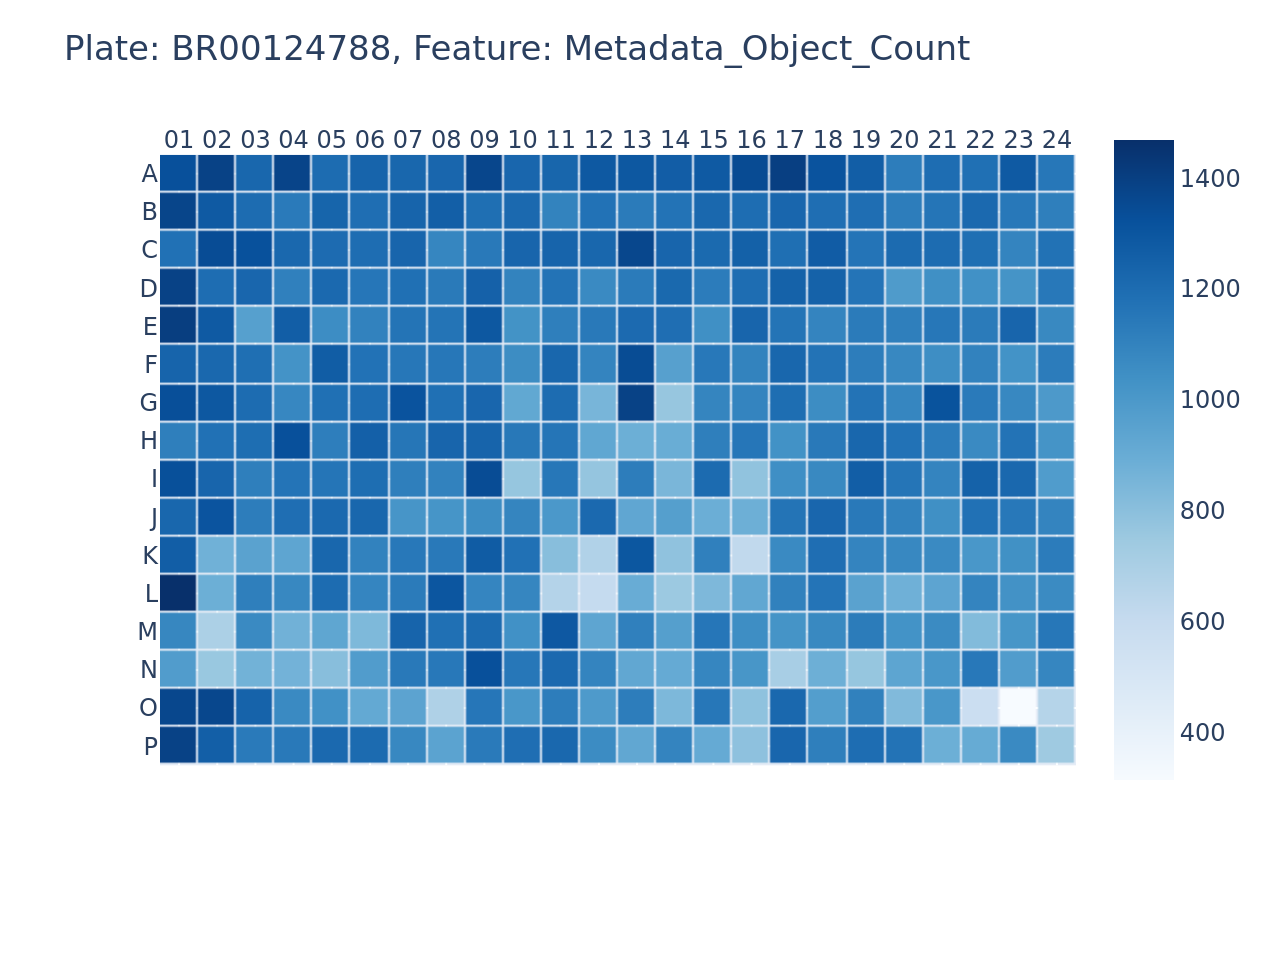 Plate: BR00124788, Feature: Metadata_Object_Count
01 02 03 04 05 06 07 08 09 10 11 12 13 14 15 16 17 18 19 20 21 22 23 24
A
B
C
D
E
F
G
H
I
J
K
L
M
N
O
P
1400
1200
1000
800
600
400